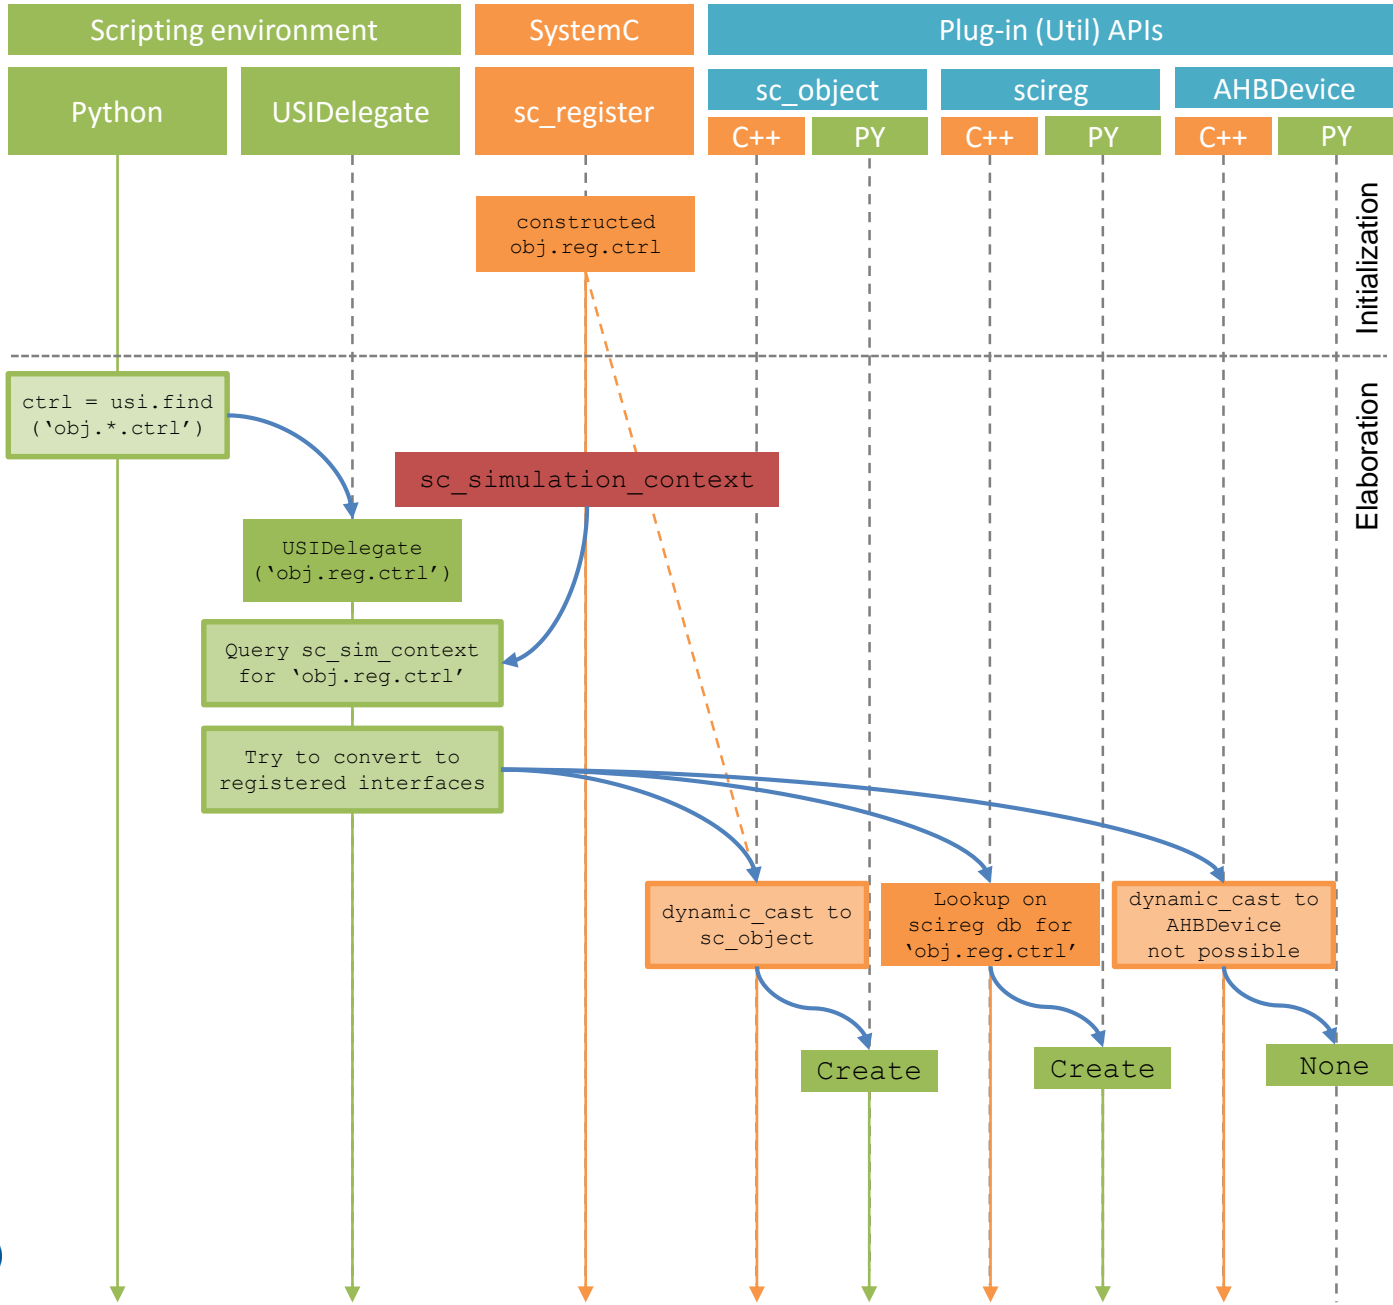 Scripting environment
SystemC
Plug-in (Util) APIs
Python
USIDelegate
sc_register
sc_object
scireg
AHBDevice
C++
PY
C++
PY
C++
PY
constructed
obj.reg.ctrl
Initialization
ctrl = usi.find
(‘obj.*.ctrl’)
Elaboration
sc_simulation_context
USIDelegate
(‘obj.reg.ctrl’)
Query sc_sim_context
for ‘obj.reg.ctrl’
Try to convert to
registered interfaces
dynamic_cast to
sc_object
Lookup on
scireg db for
‘obj.reg.ctrl’
dynamic_cast to
AHBDevice
not possible
Create
Create
None